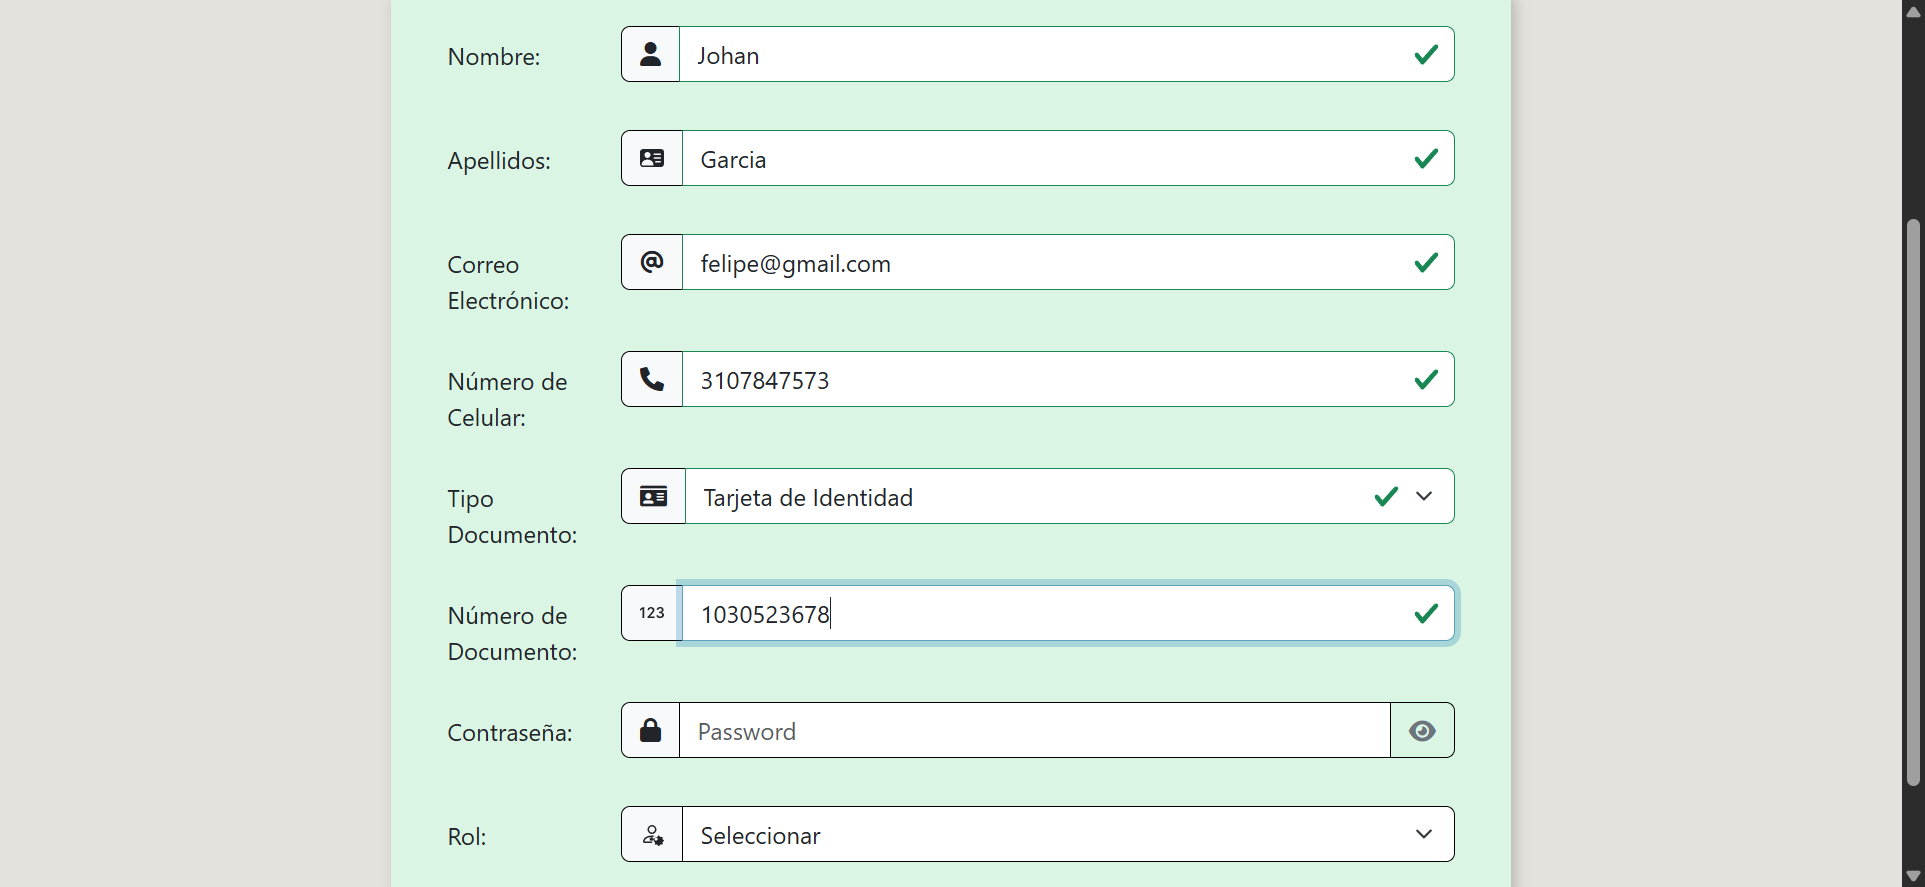 Nombre:
Johan
Apellidos:
Garcia
Correo
Electrónico:
@
felipe@gmail.com
Número de
Celular:
3107847573
Tipo
Documento:
Tarjeta de Identidad
Número de
Documento:
123
1030523678
Contraseña:
Password
Rol:
Seleccionar